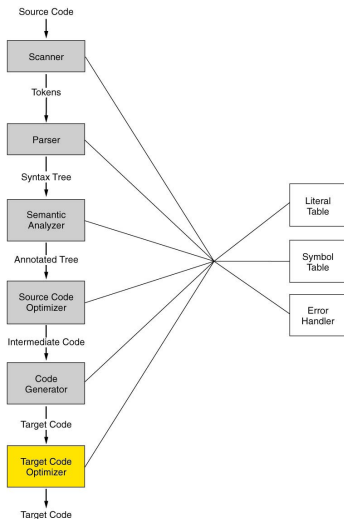 Source Code
Scanner
Tokens
Parser
Syntax Tree
Semantic
Analyzer
Annotated Tree
Source Code
Optimizer
Intermediate Code
Code
Generator
Target Code
Target Code
Optimizer
Target Code
Literal
Table
Symbol
Table
Error
Handler